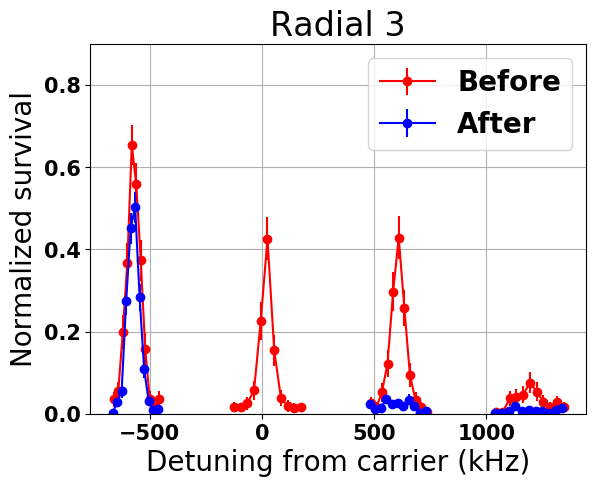 Radial 3
Normalized survival
0.8
0.6
0.4
0.2
0.0
Before
After
−500
0
500
1000
Detuning from carrier (kHz)